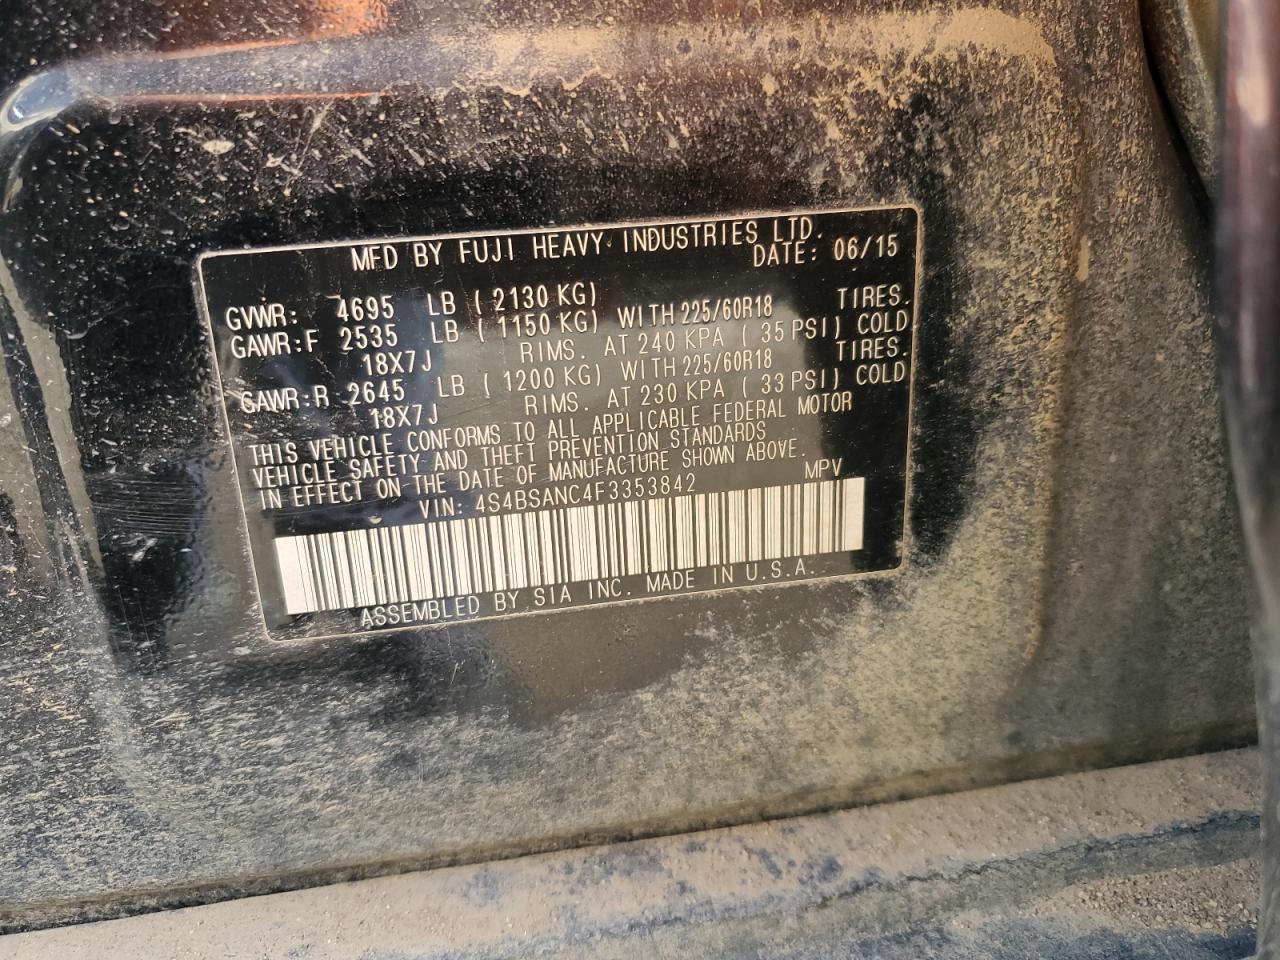 MFD BY FUJI HEAVY INDUSTRIES LTD.
DATE: 06/15
GVWR: 4695 LB (2130 KG)
GAWR:F 2535 LB (1150 KG) WITH 225/60R18 TIRES.
18X7J RIMS. AT 240 KPA (35 PSI) COLD
GAWR:R 2645 LB (1200 KG) WITH 225/60R18 TIRES.
18X7J RIMS. AT 230 KPA (33 PSI) COLD
THIS VEHICLE CONFORMS TO ALL APPLICABLE FEDERAL MOTOR
VEHICLE SAFETY AND THEFT PREVENTION STANDARDS
IN EFFECT ON THE DATE OF MANUFACTURE SHOWN ABOVE.
VIN: 4S4BSANC4F3353842 MPV
ASSEMBLED BY SIA INC. MADE IN U.S.A.